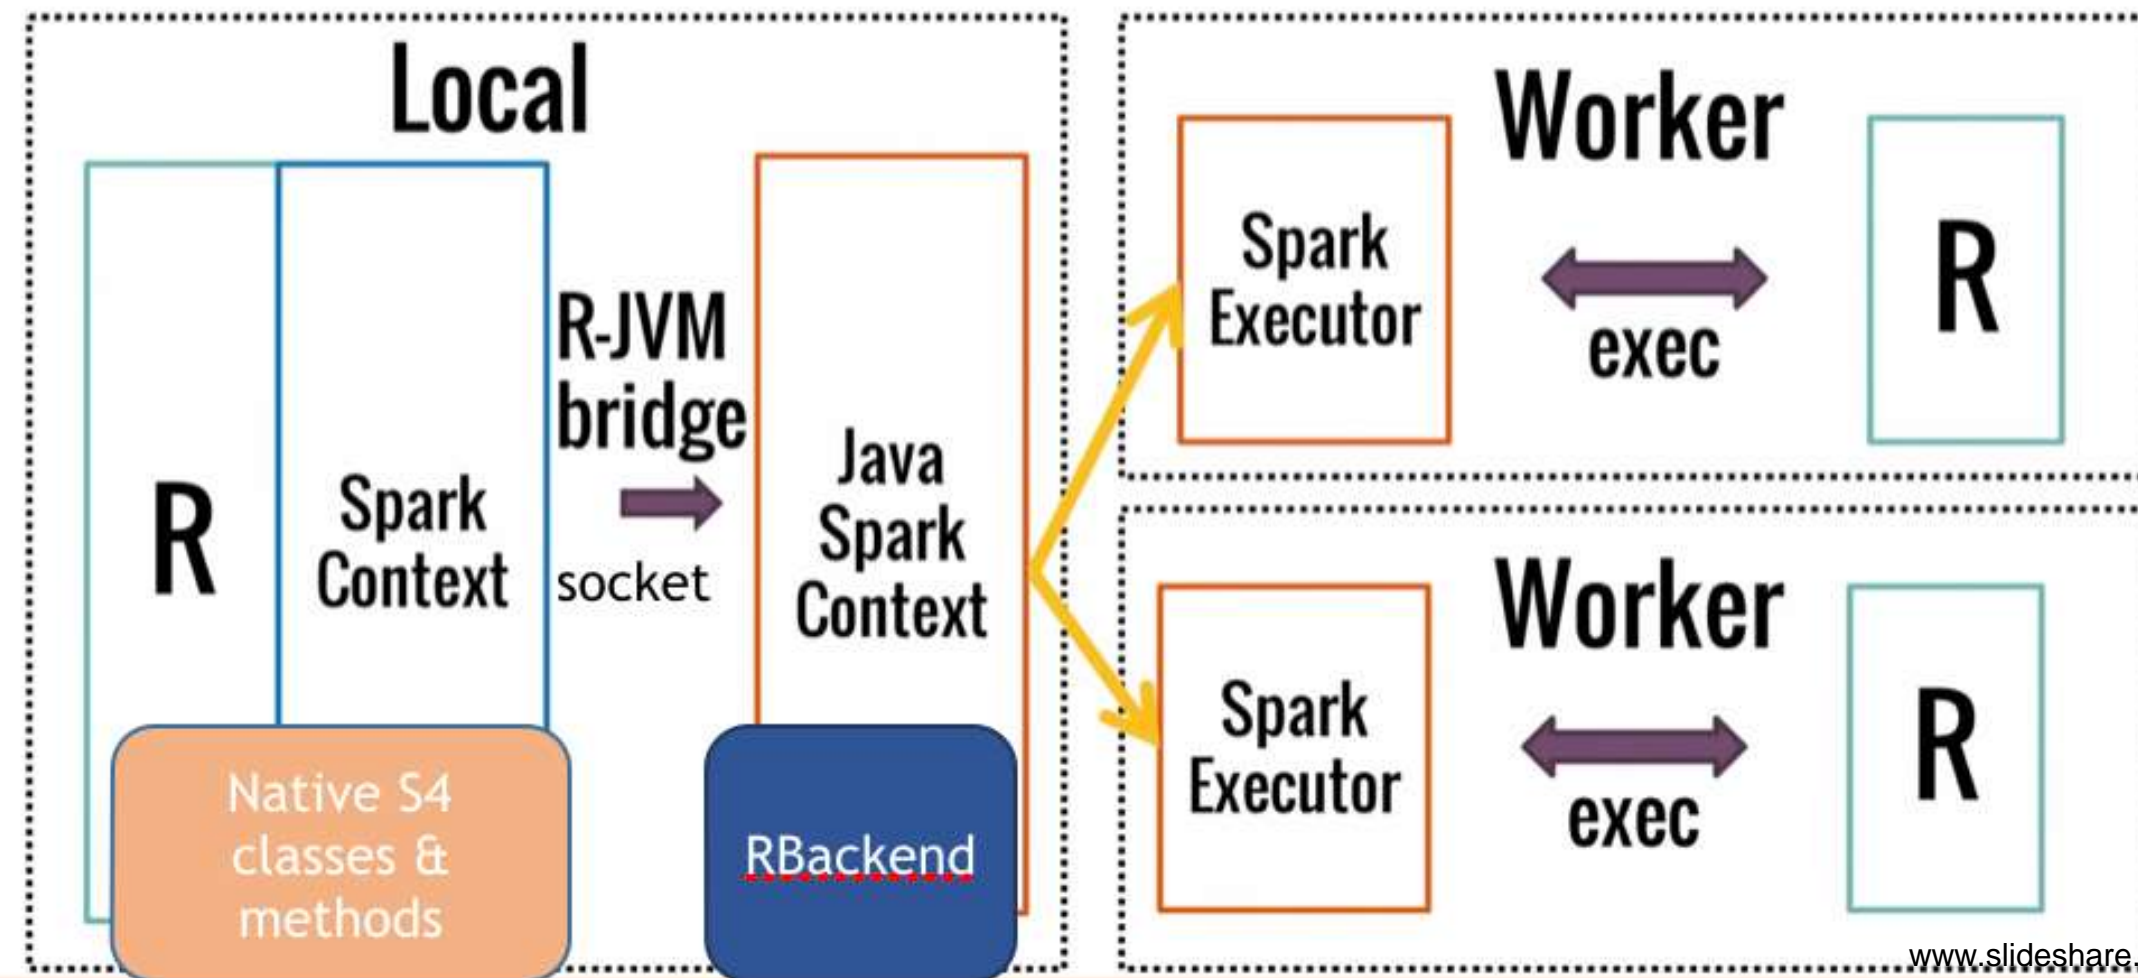 Local
R
Spark
Context
R-JVM
bridge
socket
Java
Spark
Context
Native S4
classes &
methods
RBackend
Worker
Spark
Executor
exec
R
Worker
Spark
Executor
exec
R
www.slideshare.